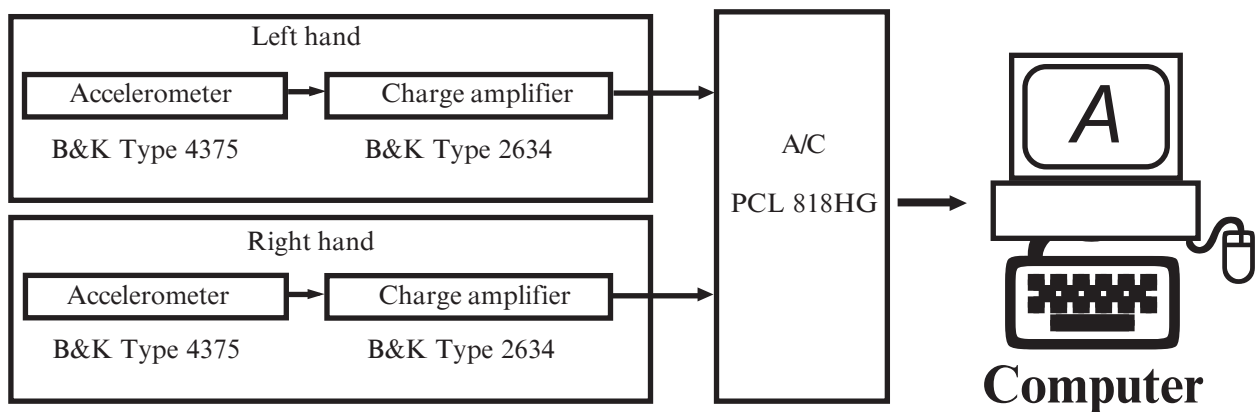 Left hand
Accelerometer
Charge amplifier
B&K Type 4375
B&K Type 2634
Right hand
Accelerometer
Charge amplifier
B&K Type 4375
B&K Type 2634
A/C
PCL 818HG
A
Computer